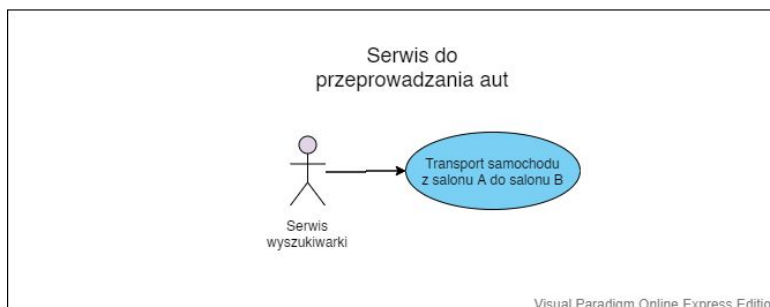 Serwis do
przeprowadzania aut
Transport samochodu
z salonu A do salonu B
Serwis
wyszukiwarki
Visual Paradigm Online Express Editio